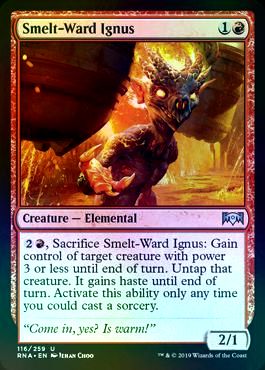 Smelt-Ward Ignus 1
Creature — Elemental
2, Sacrifice Smelt-Ward Ignus: Gain
control of target creature with power
3 or less until end of turn. Untap that
creature. It gains haste until end of
turn. Activate this ability only any time
you could cast a sorcery.
“Come in, yes? Is warm!”
2/1
116/259 U
RNA • EN JEHAN CHOO
™ & © 2019 Wizards of the Coast